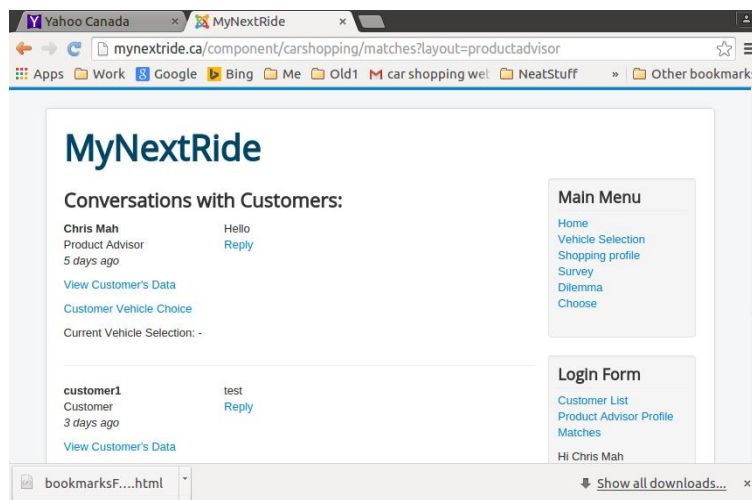 Yahoo Canada
MyNextRide
mynextride.ca/component/carshopping/matches?layout=productadvisor
Apps Work Google Bing Me Old1 car shopping we NeatStuff » Other bookmark
MyNextRide
Conversations with Customers:
Chris Mah Hello
Product Advisor Reply
5 days ago
View Customer's Data
Customer Vehicle Choice
Current Vehicle Selection: -
customer1 test
Customer Reply
3 days ago
View Customer's Data
Main Menu
Home
Vehicle Selection
Shopping profile
Survey
Dilemma
Choose
Login Form
Customer List
Product Advisor Profile
Matches
Hi Chris Mah
bookmarksF....html
Show all downloads...